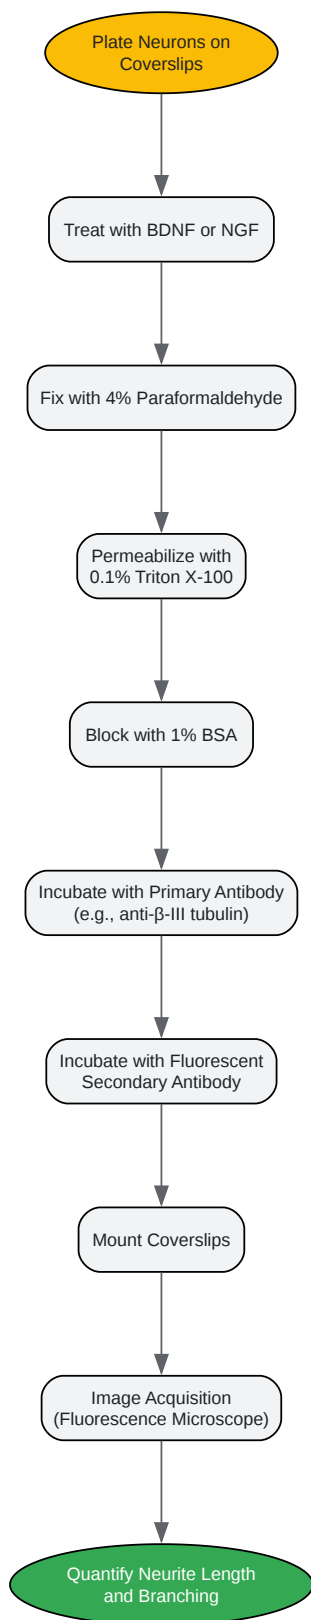 Plate Neurons on
Coverslips
Treat with BDNF or NGF
Fix with 4% Paraformaldehyde
Permeabilize with
0.1% Triton X-100
Block with 1% BSA
Incubate with Primary Antibody
(e.g., anti-β-III tubulin)
Incubate with Fluorescent
Secondary Antibody
Mount Coverslips
Image Acquisition
(Fluorescence Microscope)
Quantify Neurite Length
and Branching